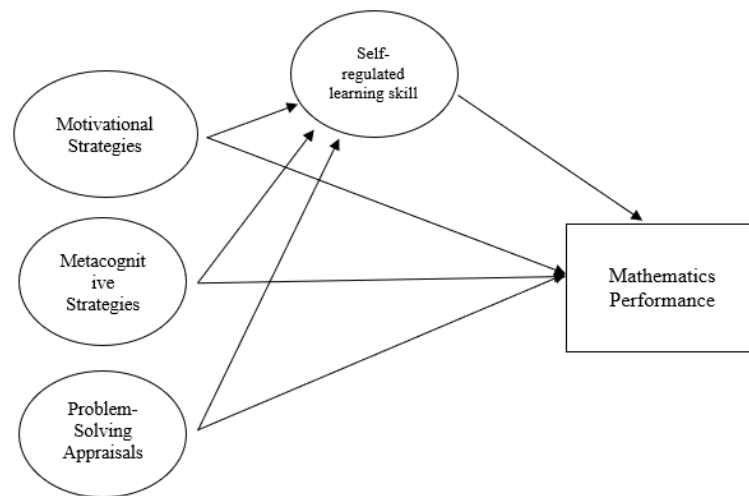 Self-
regulated
learning skill
Motivational
Strategies
Metacognit
ive
Strategies
Mathematics
Performance
Problem-
Solving
Appraisals